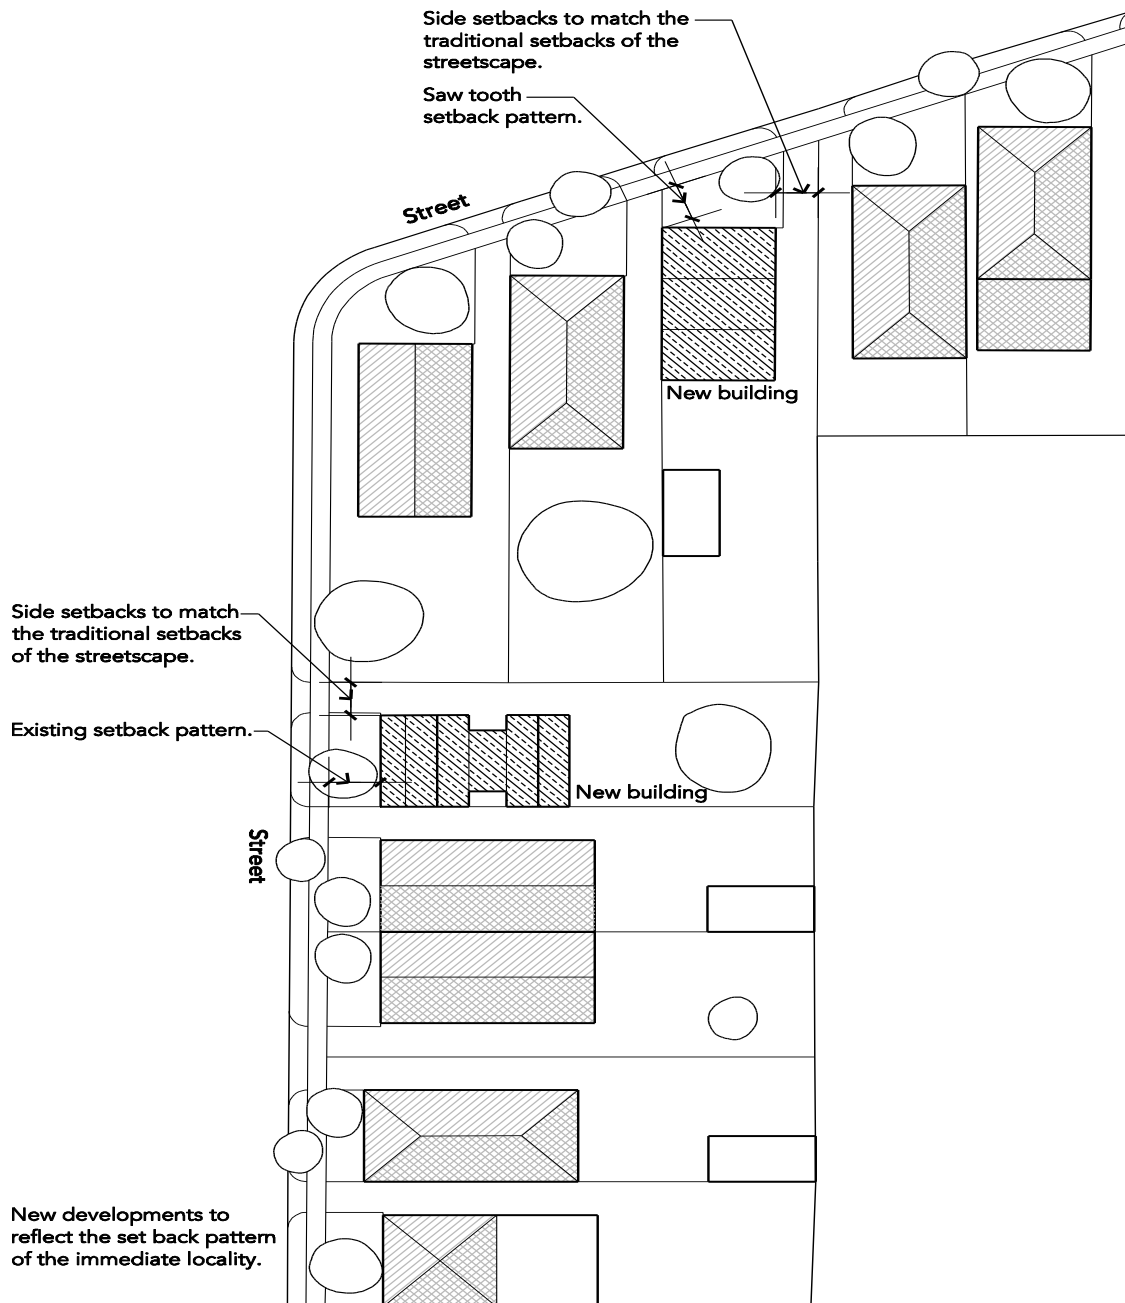 Side setbacks to match the
traditional setbacks of the
streetscape.
Saw tooth
setback pattern.
Street
New building
Side setbacks to match
the traditional setbacks
of the streetscape.
Existing setback pattern.
New building
Street
New developments to
reflect the set back pattern
of the immediate locality.